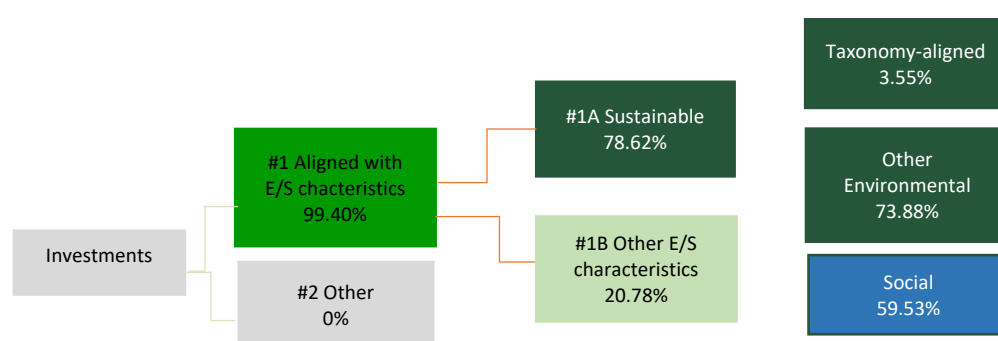 Investments
#1 Aligned with
E/S chacteristics
99.40%
#2 Other
0%
#1A Sustainable
78.62%
#1B Other E/S
characteristics
20.78%
Taxonomy-aligned
3.55%
Other
Environmental
73.88%
Social
59.53%